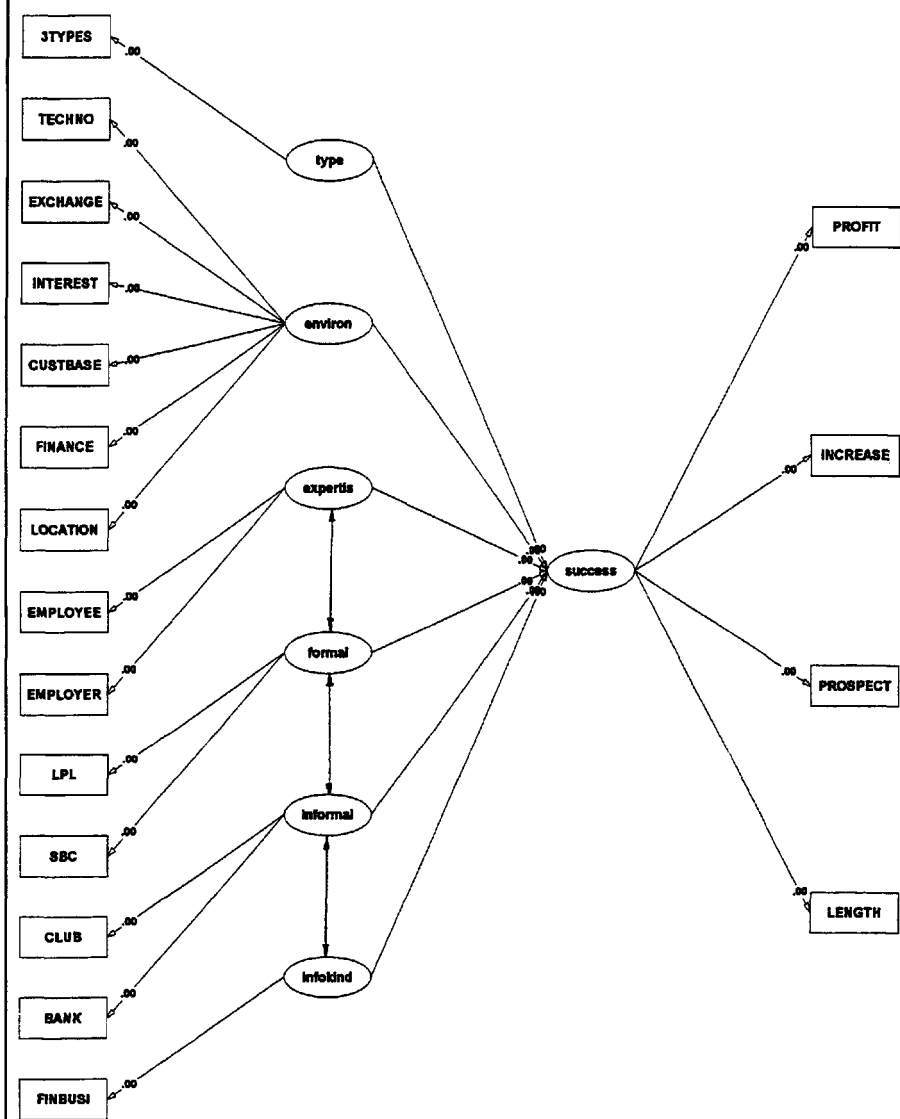 3TYPES
.00
TECHNO
.00
type
EXCHANGE
.00
PROFIT
.00
INTEREST
.00
environ
CUSTBASE
.00
FINANCE
.00
INCREASE
.00
expertis
LOCATION
.00
.00
success
.00
EMPLOYEE
.00
formal
EMPLOYER
.00
PROSPECT
.00
LPL
.00
informal
SBC
.00
LENGTH
.00
CLUB
.00
infokind
BANK
.00
FINBUSI
.00